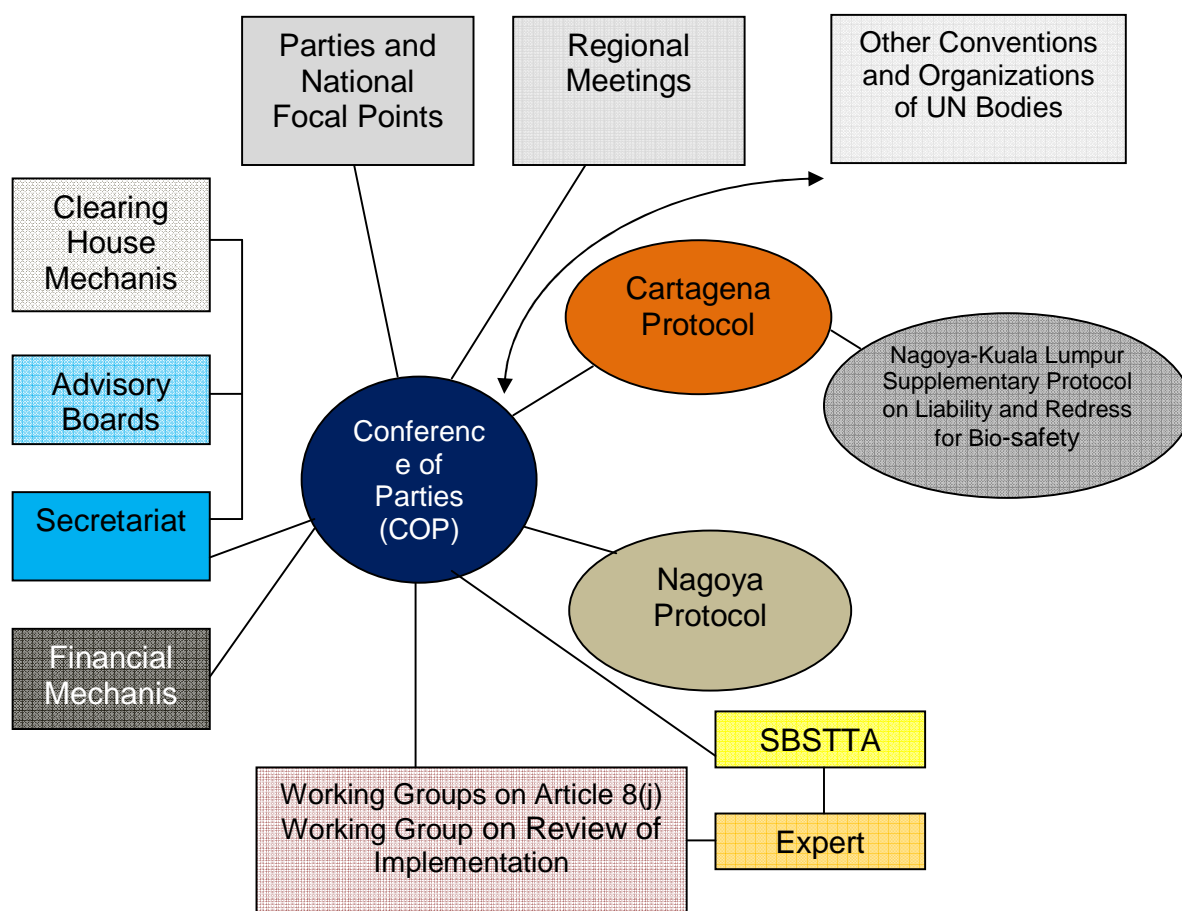 Parties and
National
Focal Points
Regional
Meetings
Other Conventions
and Organizations
of UN Bodies
Clearing
House
Mechanis
Cartagena
Protocol
Nagoya-Kuala Lumpur
Supplementary Protocol
on Liability and Redress
for Bio-safety
Advisory
Boards
Conferenc
e of
Parties
(COP)
Secretariat
Nagoya
Protocol
Financial
Mechanis
SBSTTA
Working Groups on Article 8(j)
Working Group on Review of
Implementation
Expert